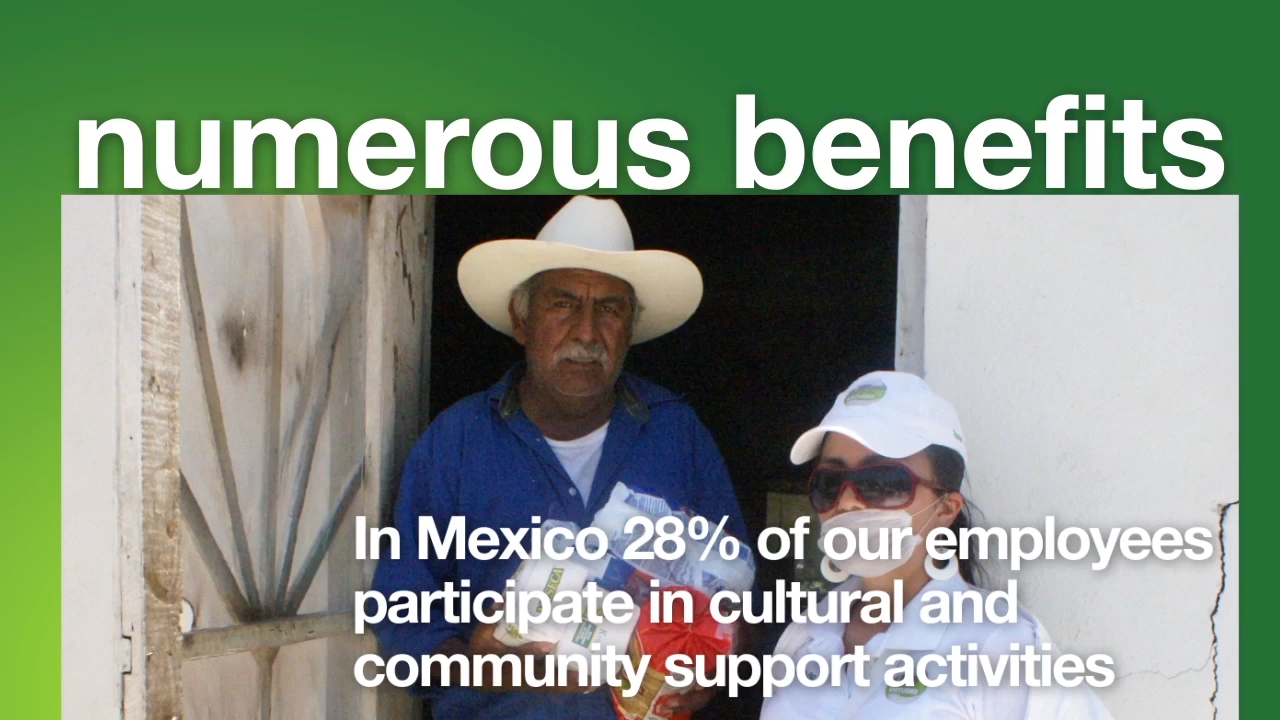 numerous benefits
In Mexico 28% of our employees
participate in cultural and
community support activities